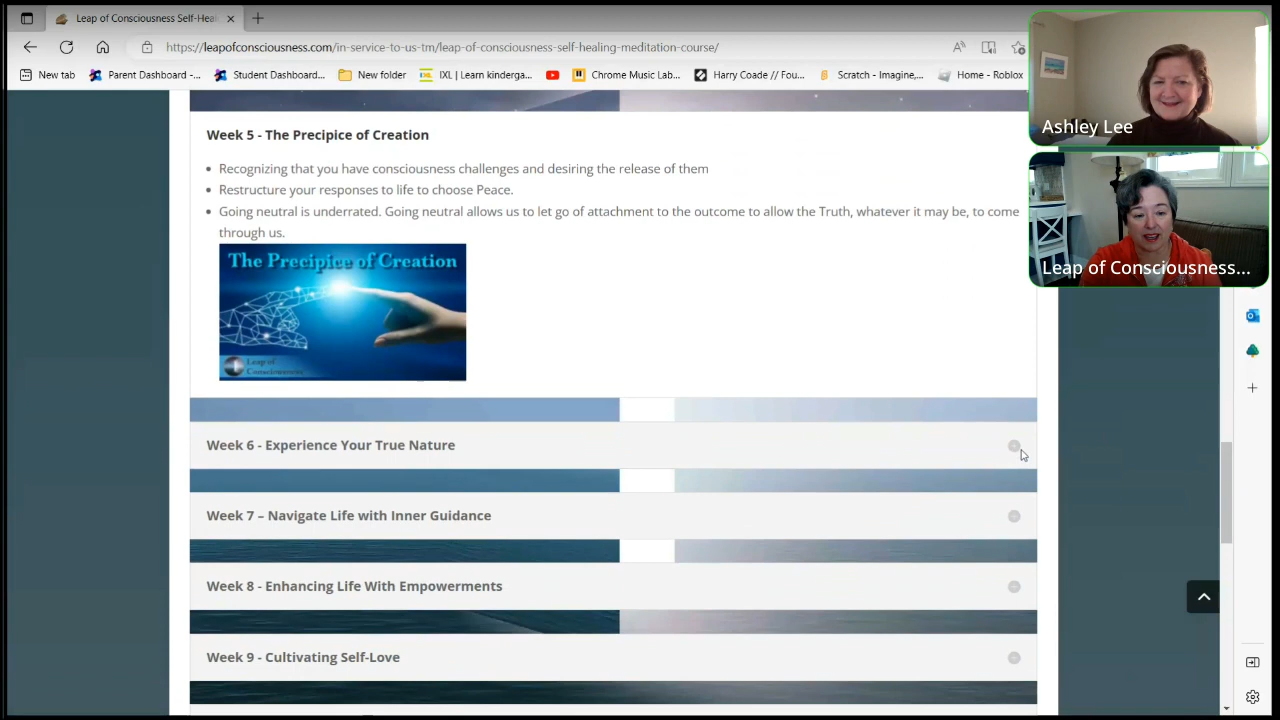 Leap of Consciousness Self-Heal
https://leapofconsciousness.com/in-service-to-us-tm/leap-of-consciousness-self-healing-meditation-course/
New tab
Parent Dashboard -...
Student Dashboard...
New folder
IXL | Learn kinderga...
Chrome Music Lab...
Harry Coade // Fou...
Scratch - Imagine,...
Home - Roblox
Ashley Lee
Leap of Consciousness...
Week 5 - The Precipice of Creation
Recognizing that you have consciousness challenges and desiring the release of them
Restructure your responses to life to choose Peace.
Going neutral is underrated. Going neutral allows us to let go of attachment to the outcome to allow the Truth, whatever it may be, to come
through us.
The Precipice of Creation
Leap of
Consciousness
Week 6 - Experience Your True Nature
Week 7 – Navigate Life with Inner Guidance
Week 8 - Enhancing Life With Empowerments
Week 9 - Cultivating Self-Love